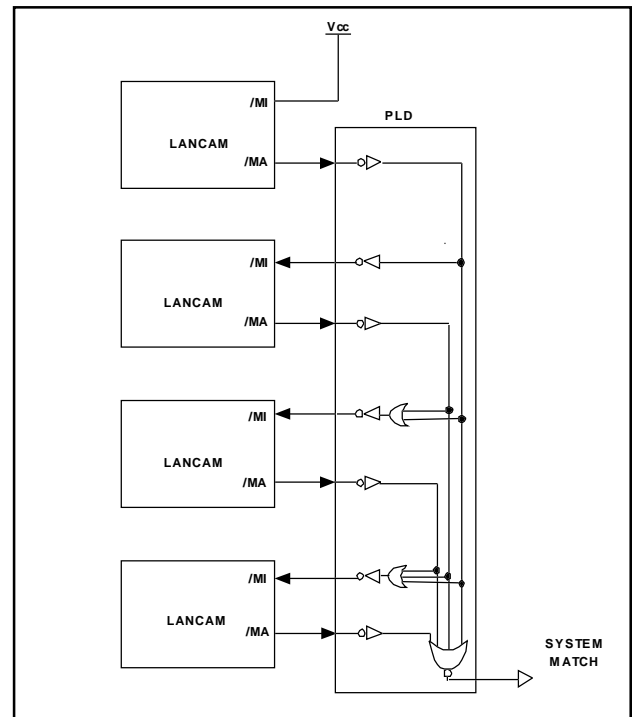 Vcc
/MI
PLD
LANCAM
/MA
/MI
LANCAM
/MA
/MI
LANCAM
/MA
/MI
LANCAM
/MA
SYSTEM
MATCH